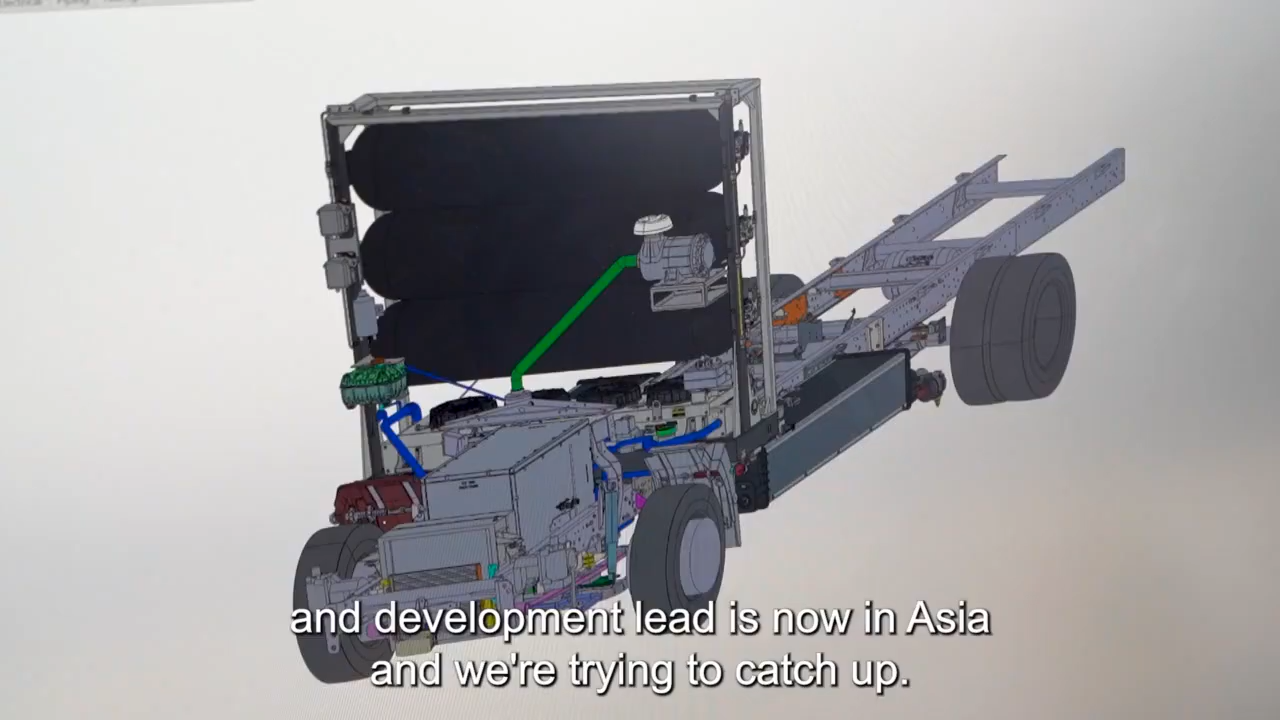 and development lead is now in Asia
and we're trying to catch up.